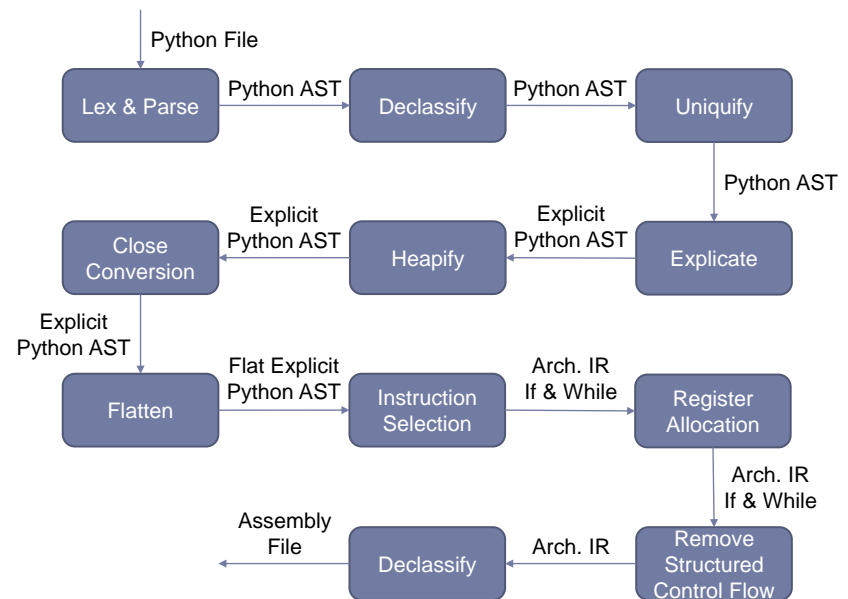 Python File
Lex & Parse
Python AST
Declassify
Python AST
Uniquify
Python AST
Explicate
Explicit
Python AST
Heapify
Explicit
Python AST
Close
Conversion
Explicit
Python AST
Flatten
Flat Explicit
Python AST
Instruction
Selection
Arch. IR
If & While
Register
Allocation
Arch. IR
If & While
Remove
Structured
Control Flow
Arch. IR
Declassify
Assembly
File